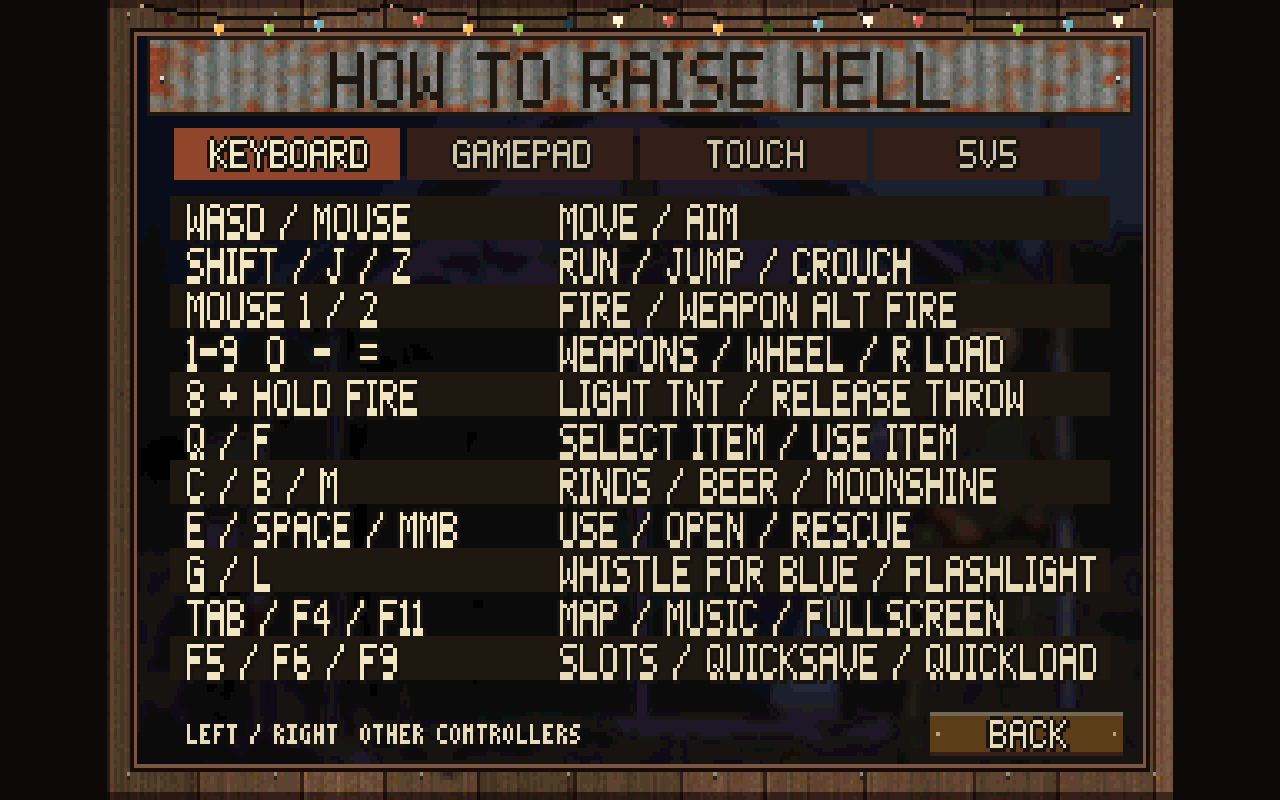 HOW TO RAISE HELL
KEYBOARD GAMEPAD TOUCH 5V5
WASD / MOUSE MOVE / AIM
SHIFT / J / Z RUN / JUMP / CROUCH
MOUSE 1 / 2 FIRE / WEAPON ALT FIRE
1-9 0 - = WEAPONS / WHEEL / R LOAD
8 + HOLD FIRE LIGHT TNT / RELEASE THROW
Q / F SELECT ITEM / USE ITEM
C / B / M RINDS / BEER / MOONSHINE
E / SPACE / MMB USE / OPEN / RESCUE
G / L WHISTLE FOR BLUE / FLASHLIGHT
TAB / F4 / F11 MAP / MUSIC / FULLSCREEN
F5 / F6 / F9 SLOTS / QUICKSAVE / QUICKLOAD
LEFT / RIGHT OTHER CONTROLLERS BACK